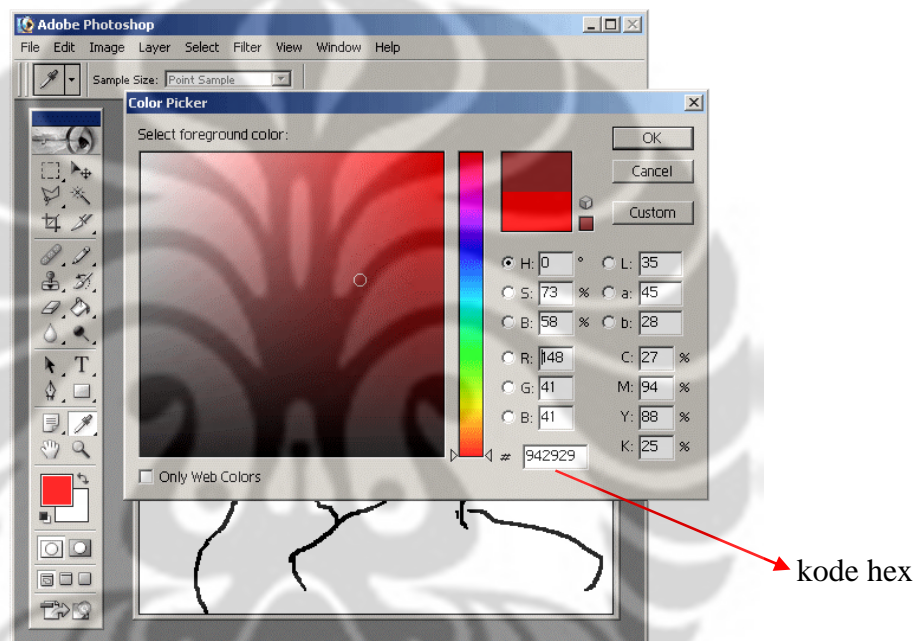 Adobe Photoshop
File Edit Image Layer Select Filter View Window Help
Sample Size: Point Sample
Color Picker
Select foreground color:
OK
Cancel
Custom
H: 0 ° L: 35
S: 73 % a: 45
B: 58 % b: 28
R: 148 C: 27 %
G: 41 M: 94 %
B: 41 Y: 88 %
# 942929 K: 25 %
Only Web Colors
T
kode hex